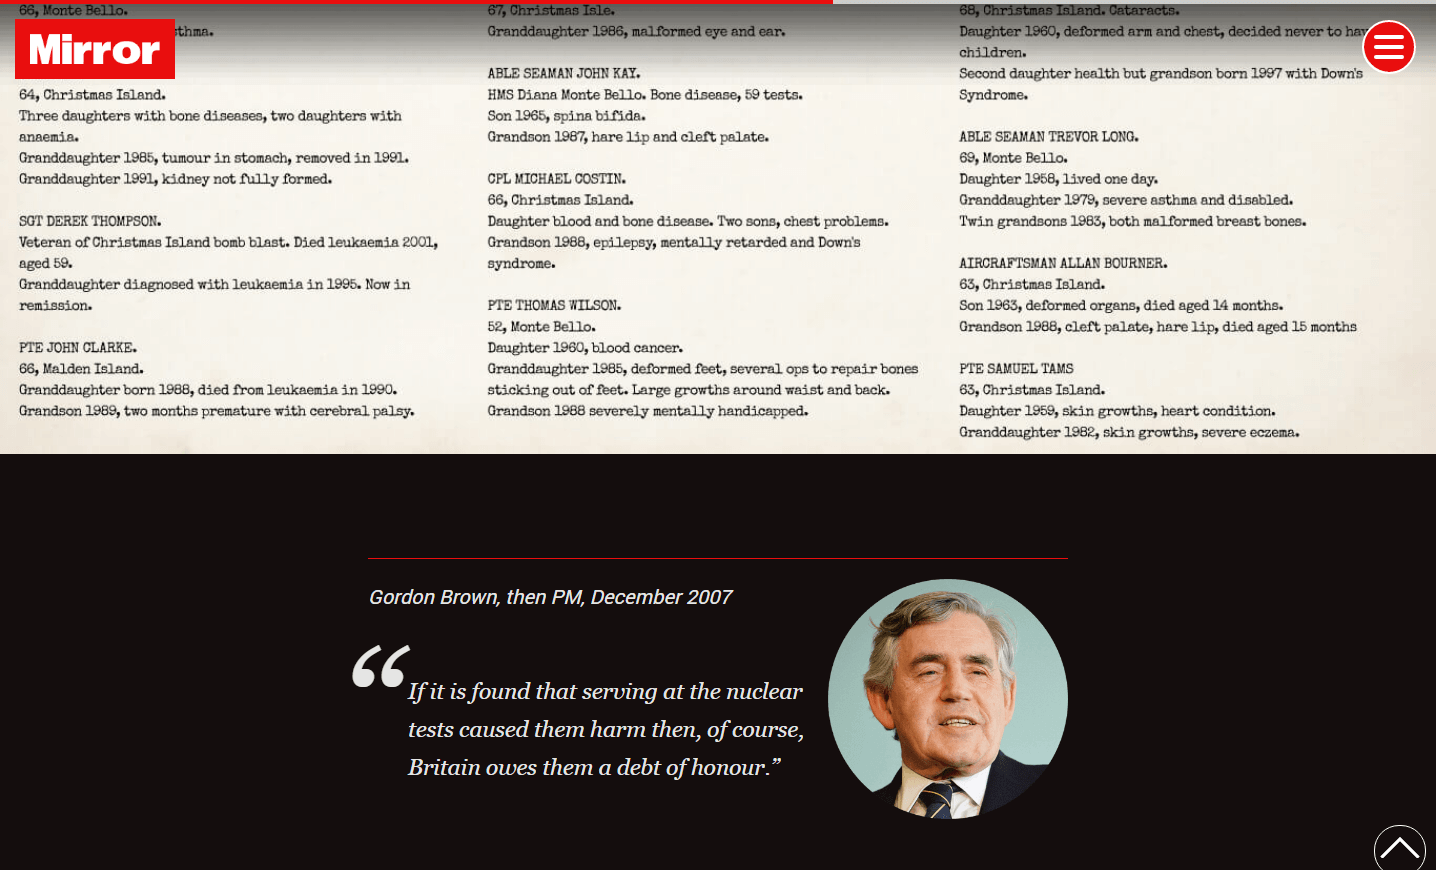 66, Monte Bello.
sthma.
Mirror
64, Christmas Island.
Three daughters with bone diseases, two daughters with
anaemia.
Granddaughter 1985, tumour in stomach, removed in 1991.
Granddaughter 1991, kidney not fully formed.
SGT DEREK THOMPSON.
Veteran of Christmas Island bomb blast. Died leukaemia 2001,
aged 59.
Granddaughter diagnosed with leukaemia in 1995. Now in
remission.
PTE JOHN CLARKE.
66, Malden Island.
Granddaughter born 1988, died from leukaemia in 1990.
Grandson 1989, two months premature with cerebral palsy.
67, Christmas Isle.
Granddaughter 1986, malformed eye and ear.
ABLE SEAMAN JOHN KAY.
HMS Diana Monte Bello. Bone disease, 59 tests.
Son 1965, spina bifida.
Grandson 1987, hare lip and cleft palate.
CPL MICHAEL COSTIN.
66, Christmas Island.
Daughter blood and bone disease. Two sons, chest problems.
Grandson 1988, epilepsy, mentally retarded and Down's
syndrome.
PTE THOMAS WILSON.
52, Monte Bello.
Daughter 1960, blood cancer.
Granddaughter 1985, deformed feet, several ops to repair bones
sticking out of feet. Large growths around waist and back.
Grandson 1988 severely mentally handicapped.
68, Christmas Island. Cataracts.
Daughter 1960, deformed arm and chest, decided never to hav
children.
Second daughter health but grandson born 1997 with Down's
Syndrome.
ABLE SEAMAN TREVOR LONG.
69, Monte Bello.
Daughter 1958, lived one day.
Granddaughter 1979, severe asthma and disabled.
Twin grandsons 1983, both malformed breast bones.
AIRCRAFTSMAN ALLAN BOURNER.
63, Christmas Island.
Son 1963, deformed organs, died aged 14 months.
Grandson 1988, cleft palate, hare lip, died aged 15 months
PTE SAMUEL TAMS
63, Christmas Island.
Daughter 1959, skin growths, heart condition.
Granddaughter 1982, skin growths, severe eczema.
Gordon Brown, then PM, December 2007
“If it is found that serving at the nuclear
tests caused them harm then, of course,
Britain owes them a debt of honour.”